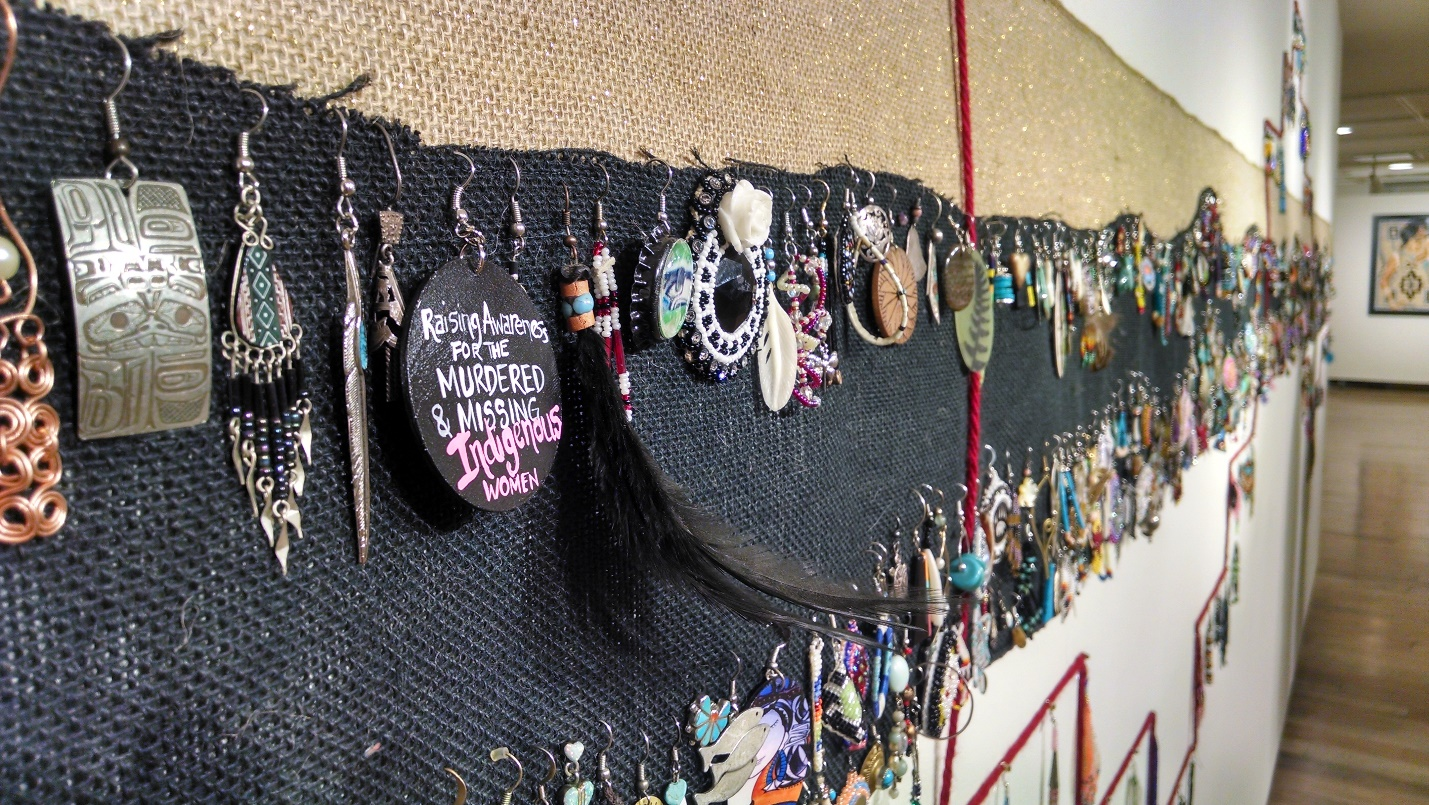 Raising Awareness
FOR THE
MURDERED
& MISSING
Indigenous
WOMEN